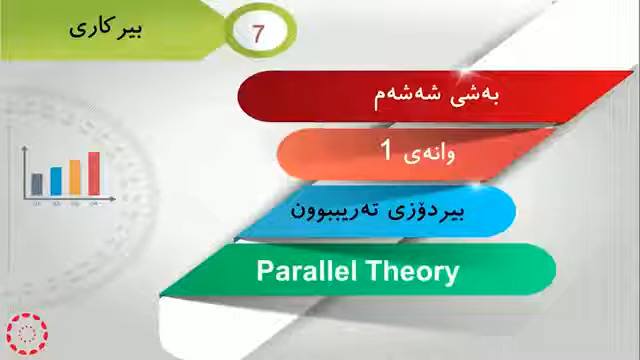 بیرکاری
7
بەشی شەشەم
وانەی 1
بیردۆزی تەریببوون
Parallel Theory